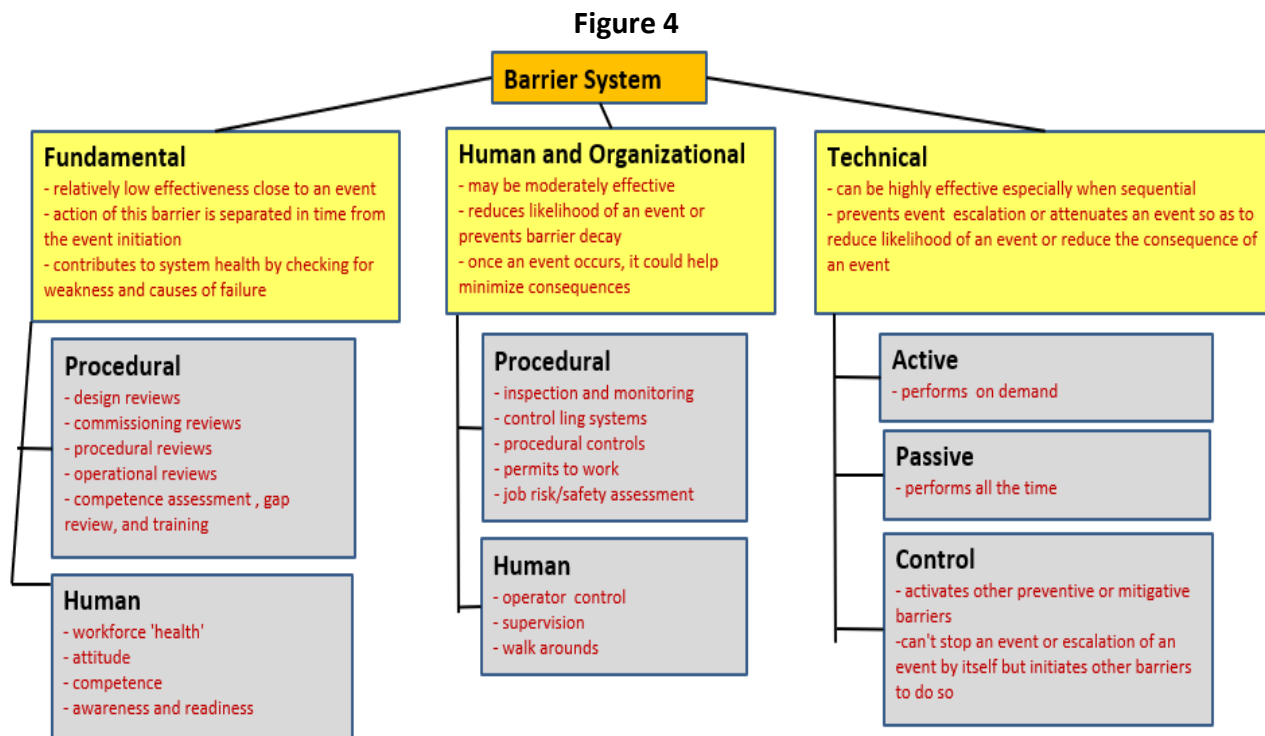 Figure 4
Barrier System
Fundamental
- relatively low effectiveness close to an event
- action of this barrier is separated in time from
the event initiation
- contributes to system health by checking for
weakness and causes of failure
Procedural
- design reviews
- commissioning reviews
- procedural reviews
- operational reviews
- competence assessment , gap
review, and training
Human
- workforce 'health'
- attitude
- competence
- awareness and readiness
Human and Organizational
- may be moderately effective
- reduces likelihood of an event or
prevents barrier decay
- once an event occurs, it could help
minimize consequences
Procedural
- inspection and monitoring
- control ling systems
- procedural controls
- permits to work
- job risk/safety assessment
Human
- operator control
- supervision
- walk arounds
Technical
- can be highly effective especially when sequential
- prevents event escalation or attenuates an event so as to
reduce likelihood of an event or reduce the consequence of
an event
Active
- performs on demand
Passive
- performs all the time
Control
- activates other preventive or mitigative
barriers
-can't stop an event or escalation of an
event by itself but initiates other barriers
to do so